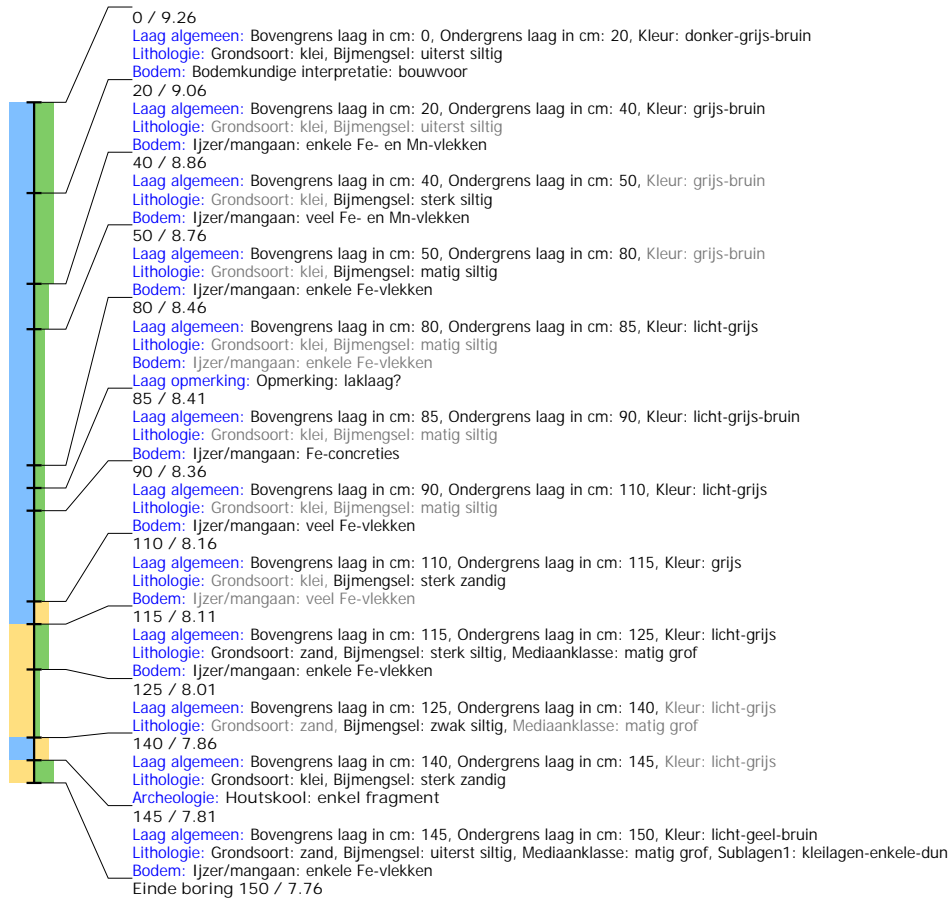 0 / 9.26
Laag algemeen: Bovengrens laag in cm: 0, Ondergrens laag in cm: 20, Kleur: donker-grijs-bruin
Lithologie: Grondsoort: klei, Bijmengsel: uiterst siltig
Bodem: Bodemkundige interpretatie: bouwvoor
20 / 9.06
Laag algemeen: Bovengrens laag in cm: 20, Ondergrens laag in cm: 40, Kleur: grijs-bruin
Lithologie: Grondsoort: klei, Bijmengsel: uiterst siltig
Bodem: Ijzer/mangaan: enkele Fe- en Mn-vlekken
40 / 8.86
Laag algemeen: Bovengrens laag in cm: 40, Ondergrens laag in cm: 50, Kleur: grijs-bruin
Lithologie: Grondsoort: klei, Bijmengsel: sterk siltig
Bodem: Ijzer/mangaan: veel Fe- en Mn-vlekken
50 / 8.76
Laag algemeen: Bovengrens laag in cm: 50, Ondergrens laag in cm: 80, Kleur: grijs-bruin
Lithologie: Grondsoort: klei, Bijmengsel: matig siltig
Bodem: Ijzer/mangaan: enkele Fe-vlekken
80 / 8.46
Laag algemeen: Bovengrens laag in cm: 80, Ondergrens laag in cm: 85, Kleur: licht-grijs
Lithologie: Grondsoort: klei, Bijmengsel: matig siltig
Bodem: Ijzer/mangaan: enkele Fe-vlekken
Laag opmerking: Opmerking: laklaag?
85 / 8.41
Laag algemeen: Bovengrens laag in cm: 85, Ondergrens laag in cm: 90, Kleur: licht-grijs-bruin
Lithologie: Grondsoort: klei, Bijmengsel: matig siltig
Bodem: Ijzer/mangaan: Fe-concreties
90 / 8.36
Laag algemeen: Bovengrens laag in cm: 90, Ondergrens laag in cm: 110, Kleur: licht-grijs
Lithologie: Grondsoort: klei, Bijmengsel: matig siltig
Bodem: Ijzer/mangaan: veel Fe-vlekken
110 / 8.16
Laag algemeen: Bovengrens laag in cm: 110, Ondergrens laag in cm: 115, Kleur: grijs
Lithologie: Grondsoort: klei, Bijmengsel: sterk zandig
Bodem: Ijzer/mangaan: veel Fe-vlekken
115 / 8.11
Laag algemeen: Bovengrens laag in cm: 115, Ondergrens laag in cm: 125, Kleur: licht-grijs
Lithologie: Grondsoort: zand, Bijmengsel: sterk siltig, Mediaanklasse: matig grof
Bodem: Ijzer/mangaan: enkele Fe-vlekken
125 / 8.01
Laag algemeen: Bovengrens laag in cm: 125, Ondergrens laag in cm: 140, Kleur: licht-grijs
Lithologie: Grondsoort: zand, Bijmengsel: zwak siltig, Mediaanklasse: matig grof
140 / 7.86
Laag algemeen: Bovengrens laag in cm: 140, Ondergrens laag in cm: 145, Kleur: licht-grijs
Lithologie: Grondsoort: klei, Bijmengsel: sterk zandig
Archeologie: Houtskool: enkel fragment
145 / 7.81
Laag algemeen: Bovengrens laag in cm: 145, Ondergrens laag in cm: 150, Kleur: licht-geel-bruin
Lithologie: Grondsoort: zand, Bijmengsel: uiterst siltig, Mediaanklasse: matig grof, Sublagen1: kleilagen-enkele-dun
Bodem: Ijzer/mangaan: enkele Fe-vlekken
Einde boring 150 / 7.76